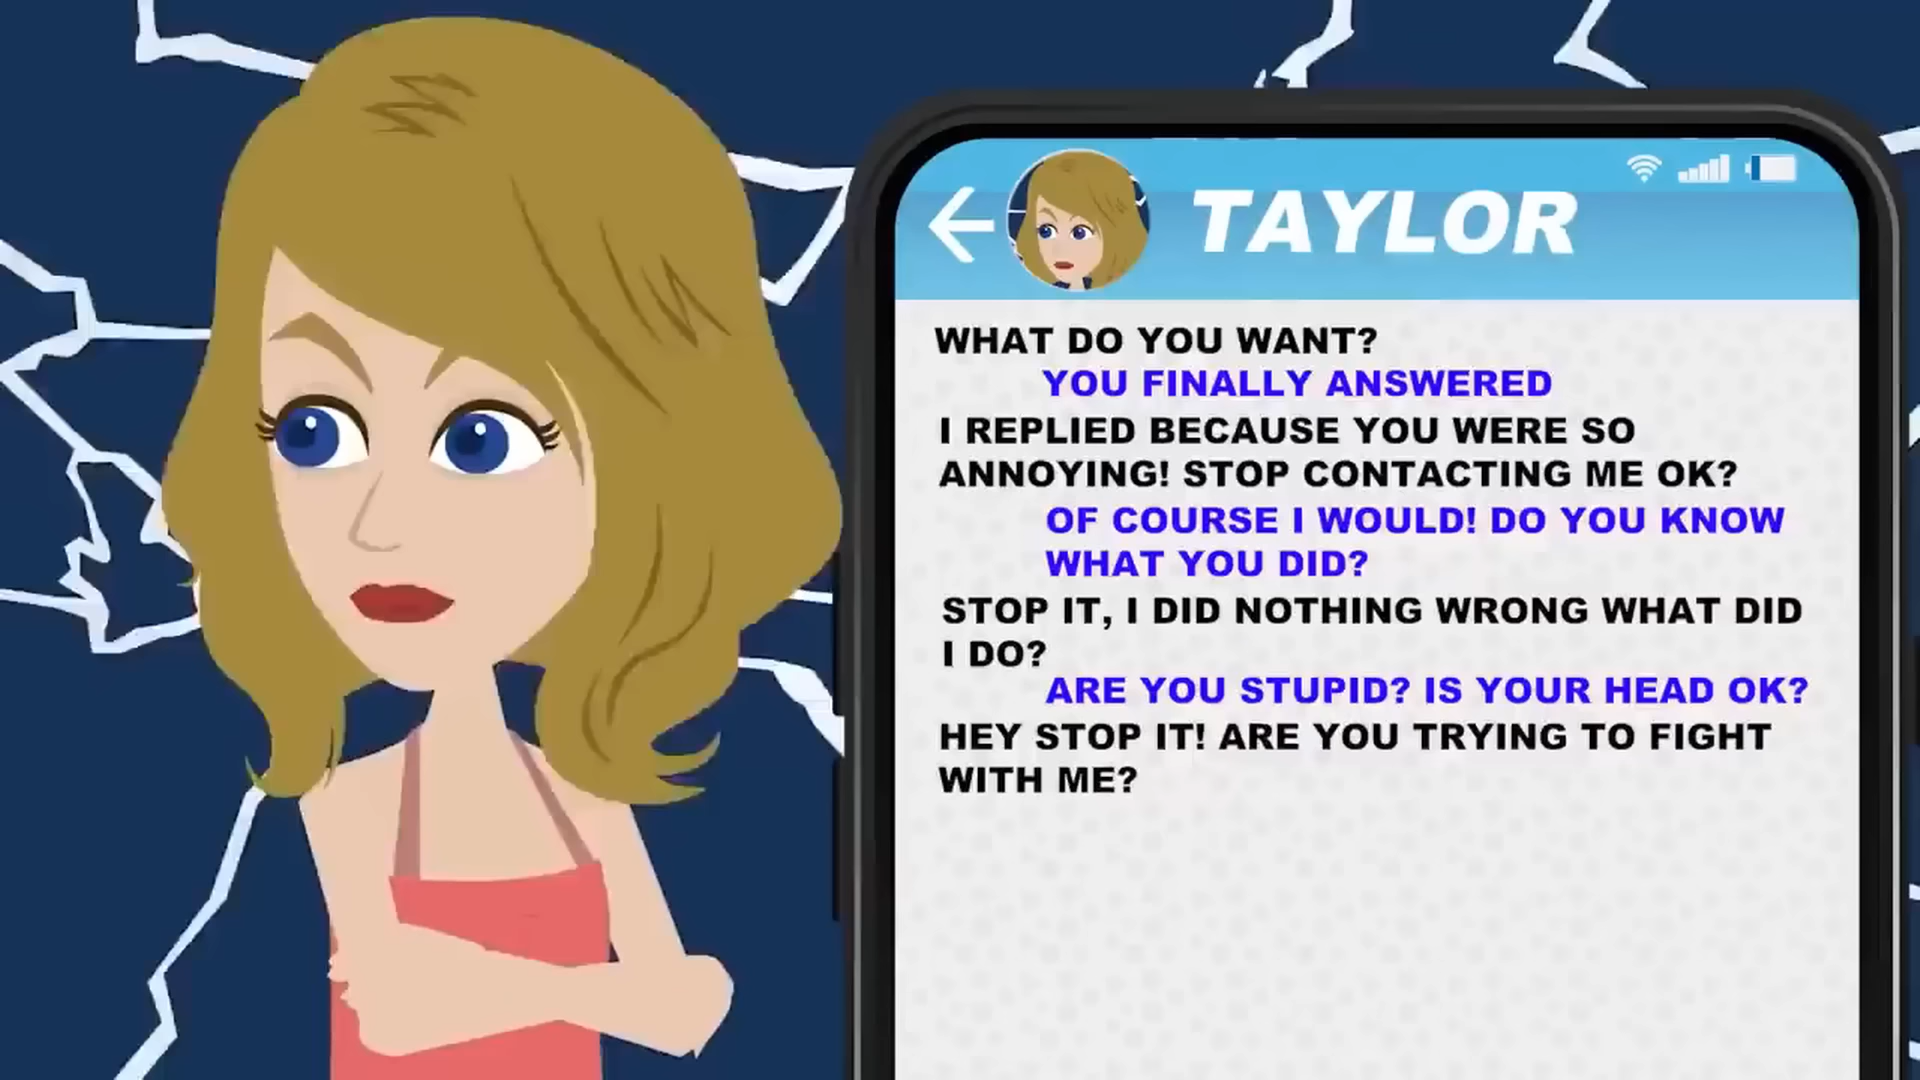 TAYLOR
WHAT DO YOU WANT?
YOU FINALLY ANSWERED
I REPLIED BECAUSE YOU WERE SO
ANNOYING! STOP CONTACTING ME OK?
OF COURSE I WOULD! DO YOU KNOW
WHAT YOU DID?
STOP IT, I DID NOTHING WRONG WHAT DID
I DO?
ARE YOU STUPID? IS YOUR HEAD OK?
HEY STOP IT! ARE YOU TRYING TO FIGHT
WITH ME?